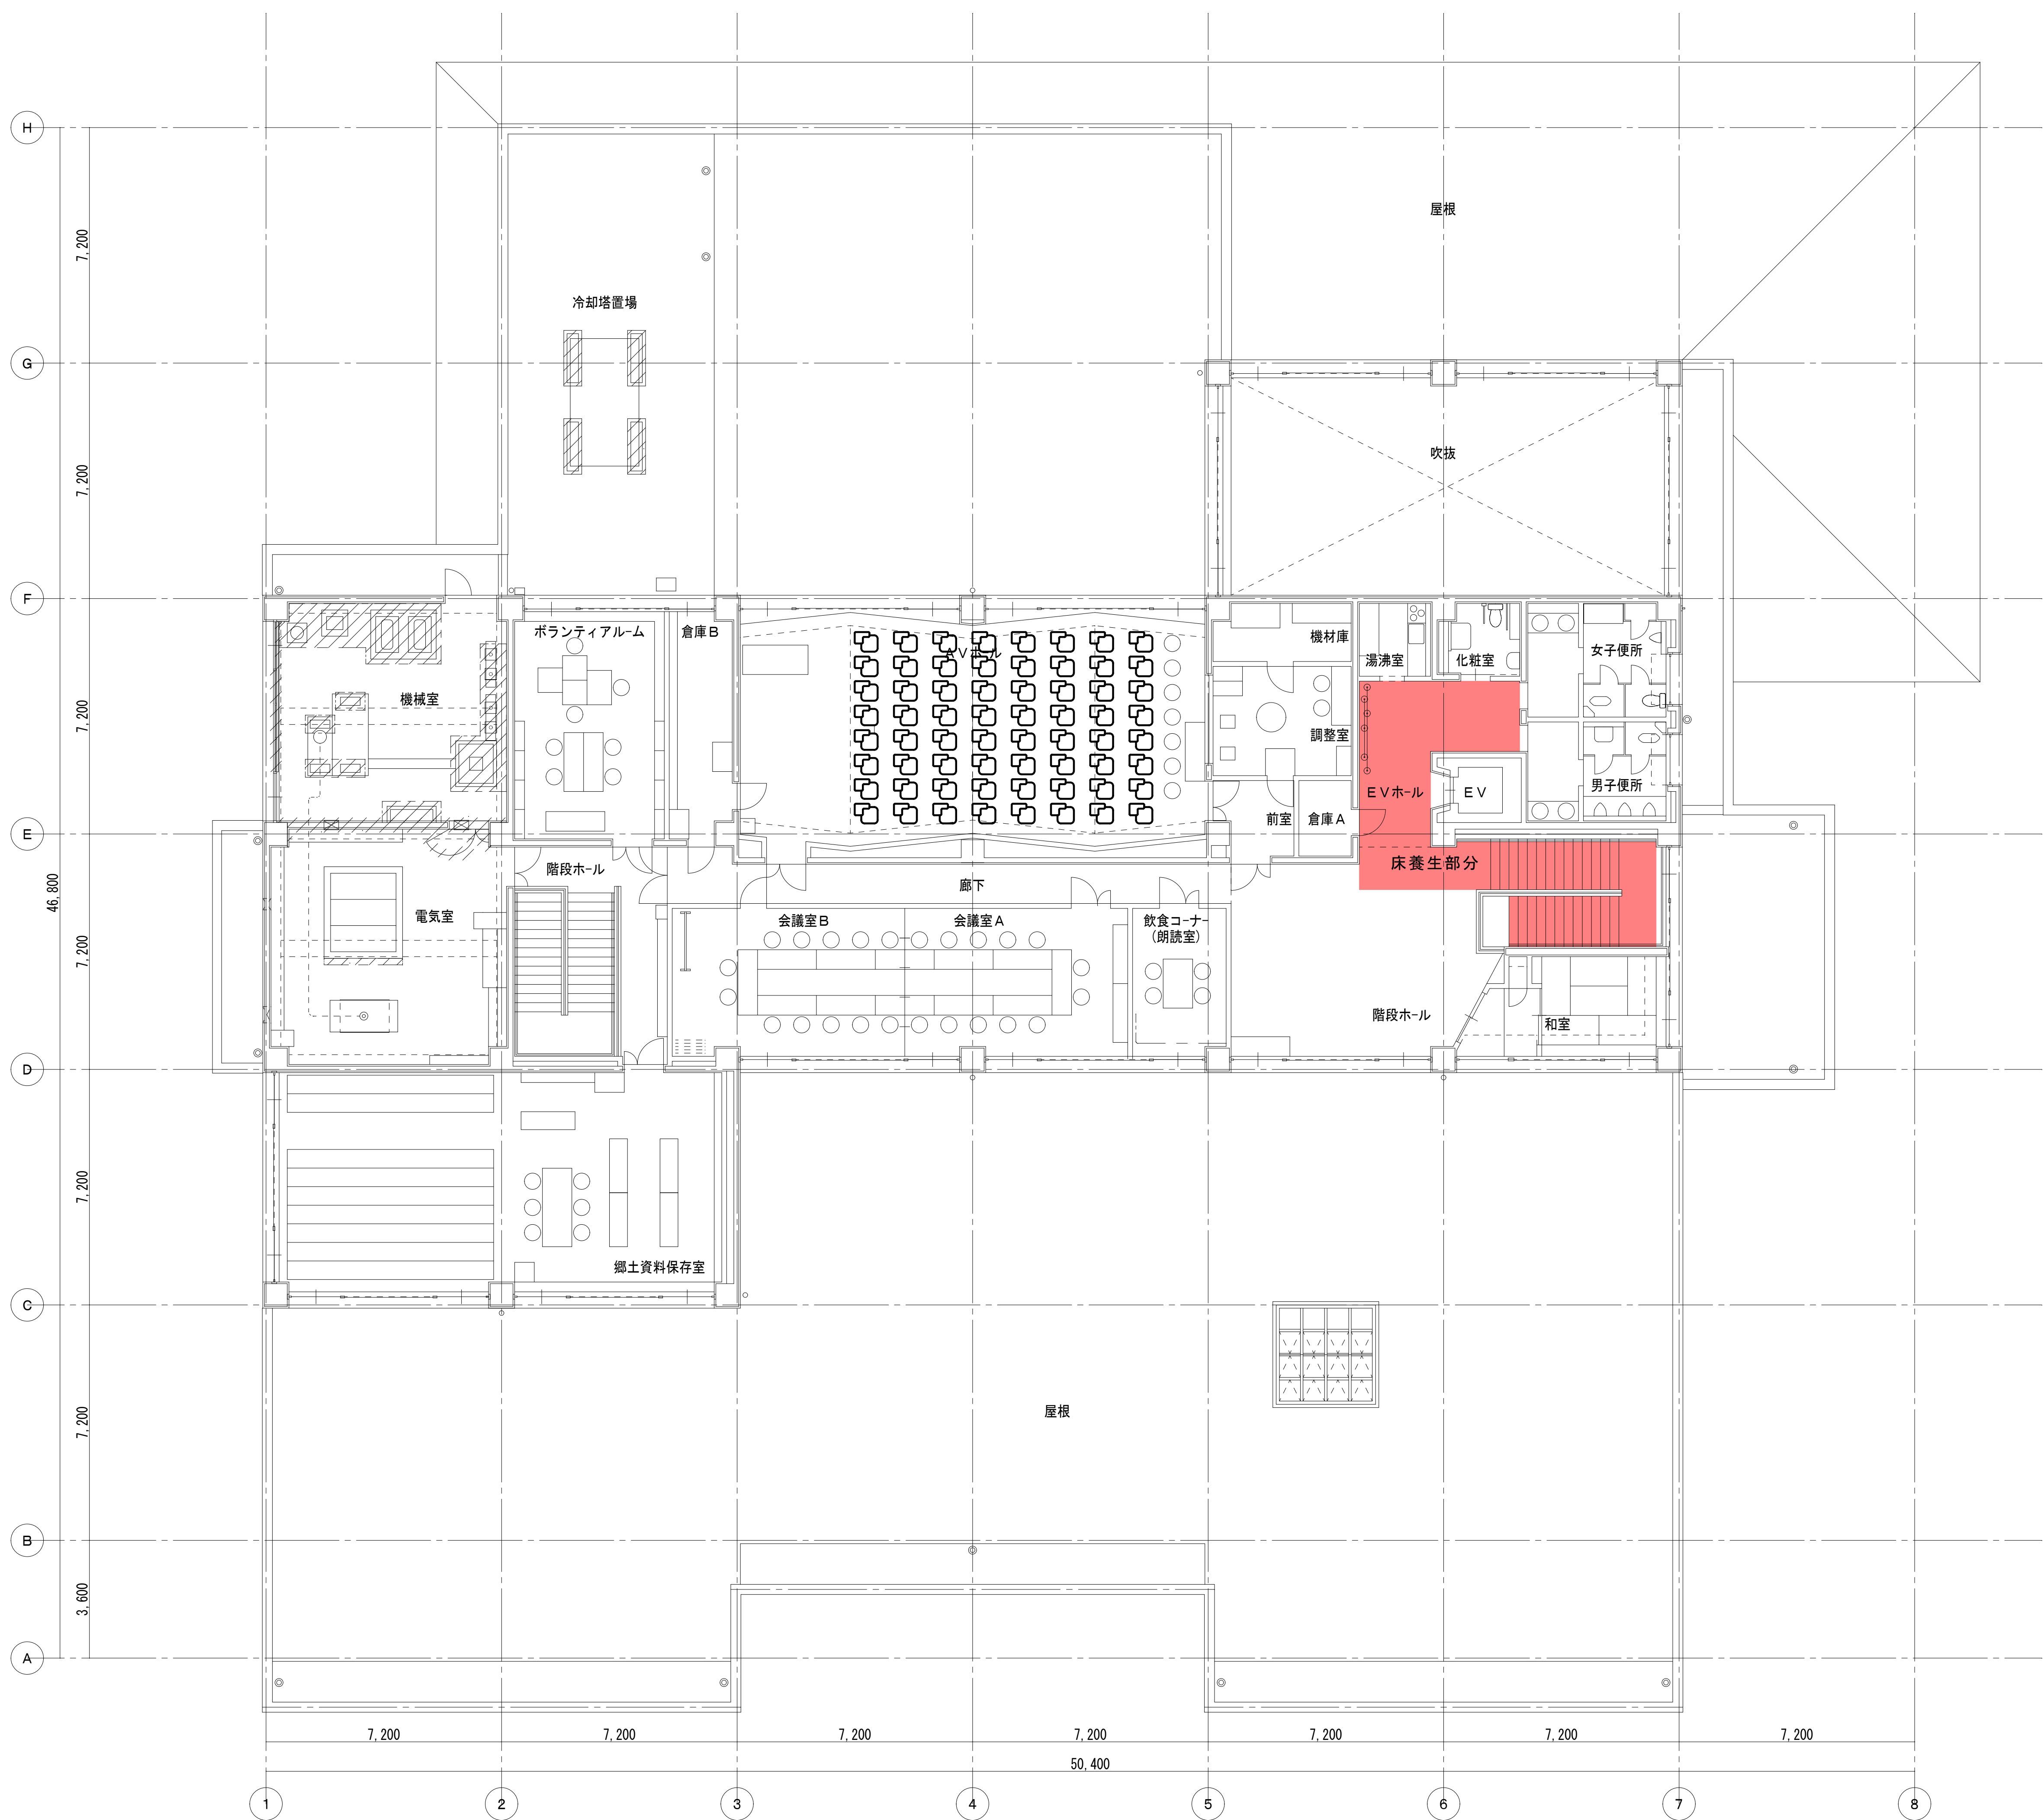 H
屋根
7,200
冷却塔置場
G
7,200
吹抜
F
ボランティアルーム
倉庫B
AVホール
機材庫
湯沸室
化粧室
女子便所
機械室
7,200
調整室
男子便所
EVホール
EV
前室
倉庫A
E
床養生部分
階段ホール
廊下
46,800
電気室
会議室B
会議室A
飲食コーナー
(朗読室)
7,200
階段ホール
和室
D
7,200
郷土資料保存室
C
屋根
7,200
B
3,600
A
7,200
7,200
7,200
7,200
7,200
7,200
7,200
50,400
1
2
3
4
5
6
7
8